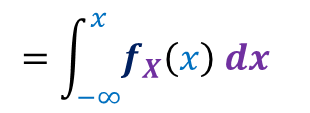 = ∫_{-∞}^{x} f_X(x) dx